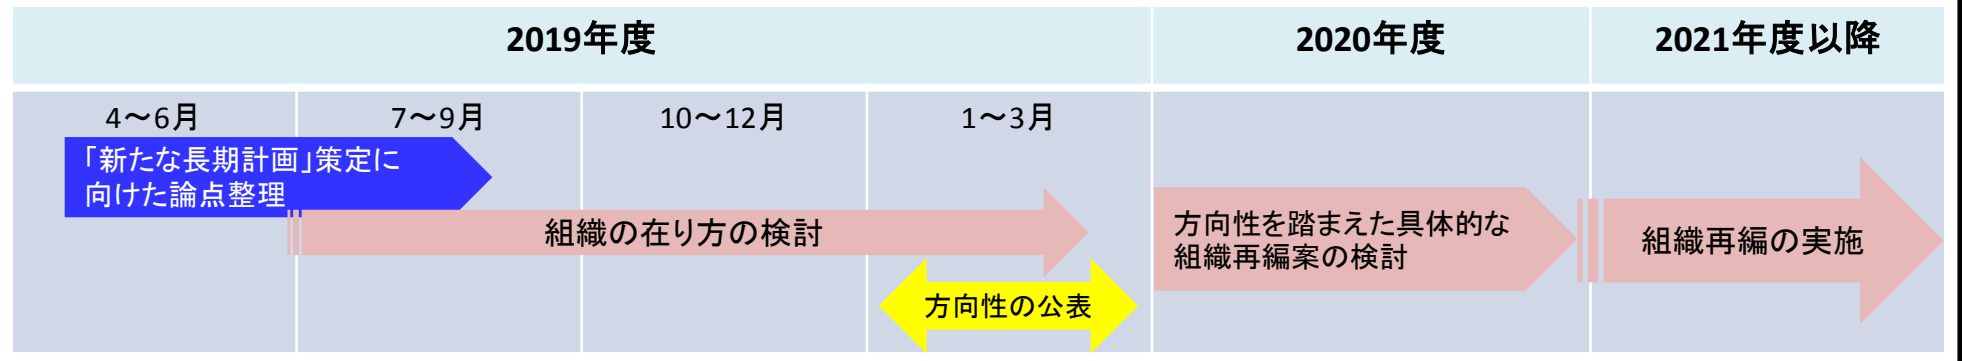 2019年度
2020年度
2021年度以降
4～6月
7～9月
10～12月
1～3月
「新たな長期計画」策定に
向けた論点整理
組織の在り方の検討
方向性の公表
方向性を踏まえた具体的な
組織再編案の検討
組織再編の実施